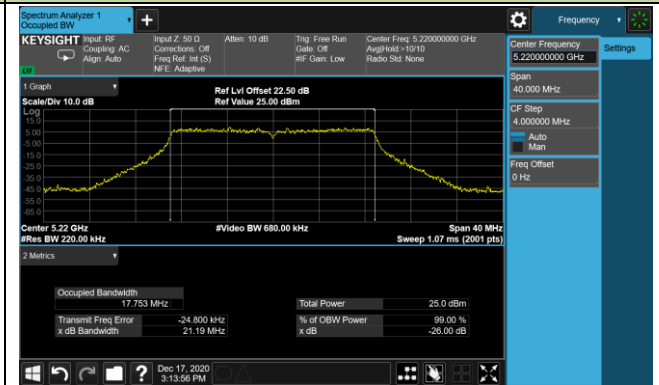 Spectrum Analyzer 1
Occupied BW
+
Frequency
KEYSIGHT
Input: RF
Coupling: AC
Align: Auto
Input Z: 50 Ω
Corrections: Off
Freq Ref: Int (S)
NFE: Adaptive
Atten: 10 dB
Trig: Free Run
Gate: Off
#IF Gain: Low
Center Freq: 5.220000000 GHz
Avg|Hold:>10/10
Radio Std: None
Center Frequency
5.220000000 GHz
Settings
Span
40.000 MHz
CF Step
4.000000 MHz
Auto
Man
Freq Offset
0 Hz
1 Graph
Scale/Div 10.0 dB
Ref Lvl Offset 22.50 dB
Ref Value 25.00 dBm
Log
15.0
5.00
-5.00
-15.0
-25.0
-35.0
-45.0
-55.0
-65.0
Center 5.22 GHz
#Video BW 680.00 kHz
Span 40 MHz
#Res BW 220.00 kHz
Sweep 1.07 ms (2001 pts)
2 Metrics
Occupied Bandwidth
17.753 MHz
Total Power
25.0 dBm
Transmit Freq Error
-24.800 kHz
% of OBW Power
99.00 %
x dB Bandwidth
21.19 MHz
x dB
-26.00 dB
?
Dec 17, 2020
3:13:56 PM